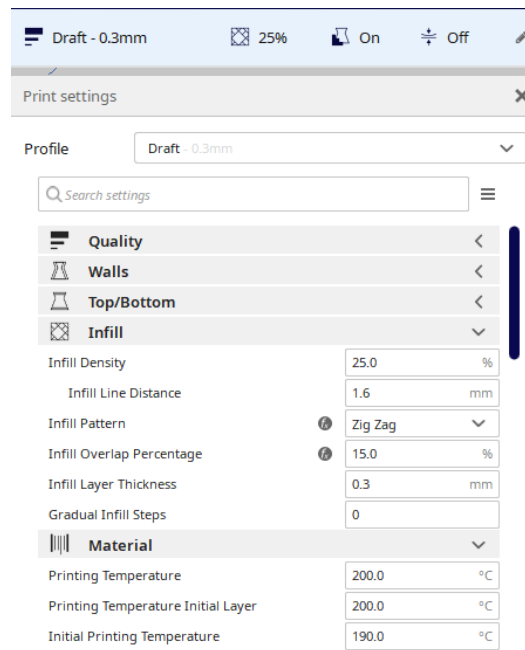 Draft - 0.3mm 25% On Off
Print settings
Profile Draft - 0.3mm
Search settings
Quality
Walls
Top/Bottom
Infill
Infill Density 25.0 %
Infill Line Distance 1.6 mm
Infill Pattern fx Zig Zag
Infill Overlap Percentage fx 15.0 %
Infill Layer Thickness 0.3 mm
Gradual Infill Steps 0
Material
Printing Temperature 200.0 °C
Printing Temperature Initial Layer 200.0 °C
Initial Printing Temperature 190.0 °C